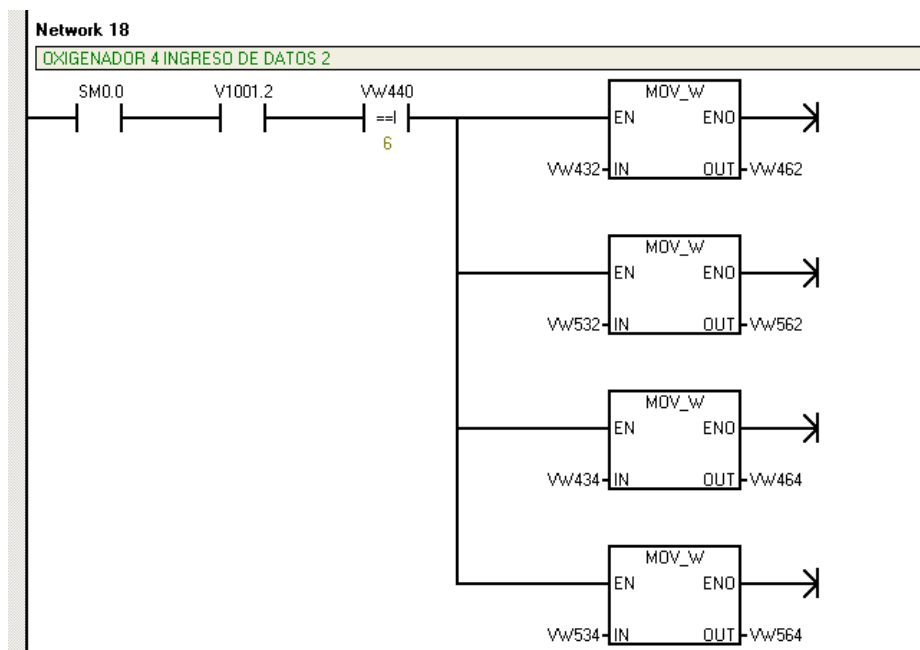 Network 18
OXIGENADOR 4 INGRESO DE DATOS 2
SM0.0 V1001.2 VW440
==I
6
MOV_W
EN ENO
VW432 IN OUT VW462
MOV_W
EN ENO
VW532 IN OUT VW562
MOV_W
EN ENO
VW434 IN OUT VW464
MOV_W
EN ENO
VW534 IN OUT VW564